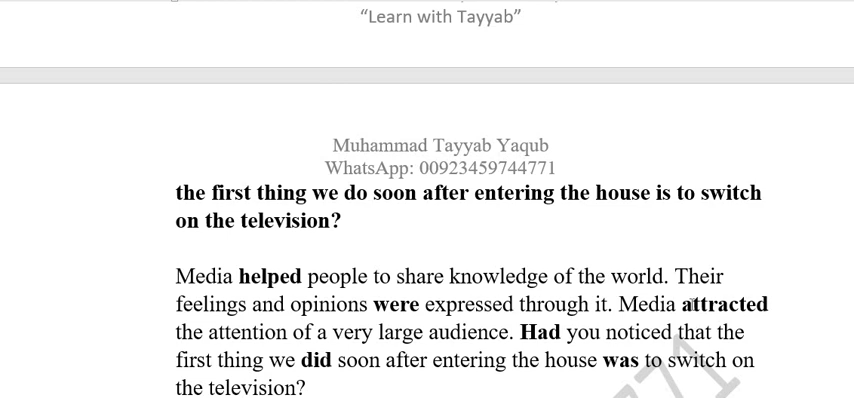 “Learn with Tayyab”
Muhammad Tayyab Yaqub
WhatsApp: 00923459744771
the first thing we do soon after entering the house is to switch
on the television?
Media helped people to share knowledge of the world. Their
feelings and opinions were expressed through it. Media attracted
the attention of a very large audience. Had you noticed that the
first thing we did soon after entering the house was to switch on
the television?
771